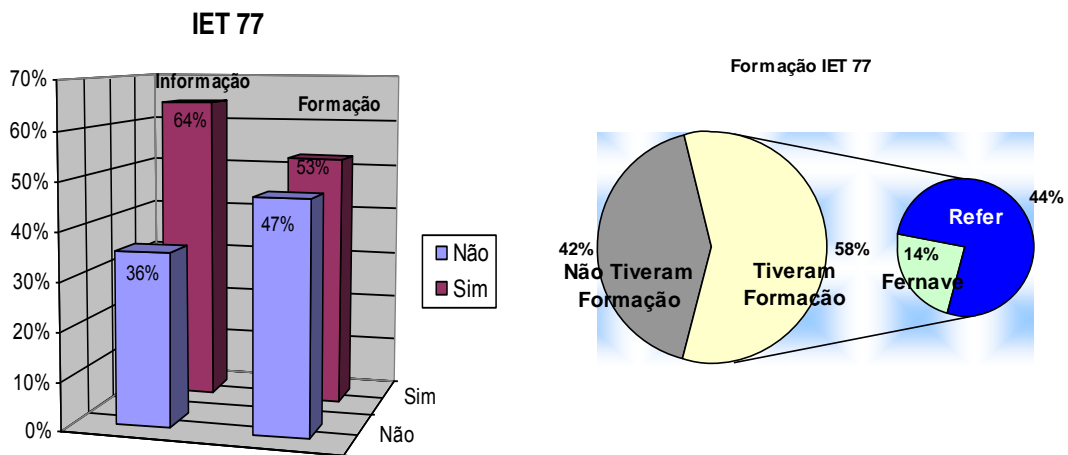 IET 77
70%
60%
50%
40%
30%
20%
10%
0%
Informação
Formação
64%
53%
36%
47%
Sim
Não
Não
Sim
Formação IET 77
42%
Não Tiveram
Formação
Tiveram
Formação
58%
Refer
44%
14%
Fernave